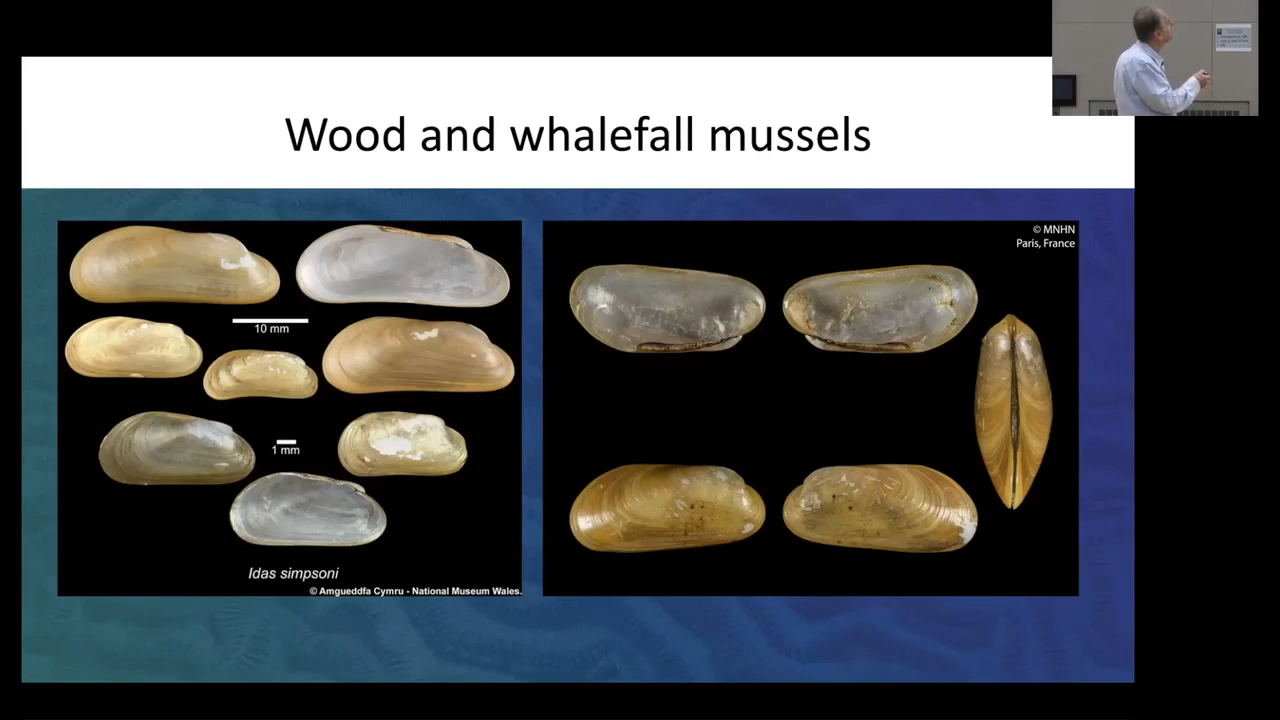 Wood and whalefall mussels
© MNHN
Paris, France
10 mm
1 mm
Idas simpsoni
© Amgueddfa Cymru - National Museum Wales.